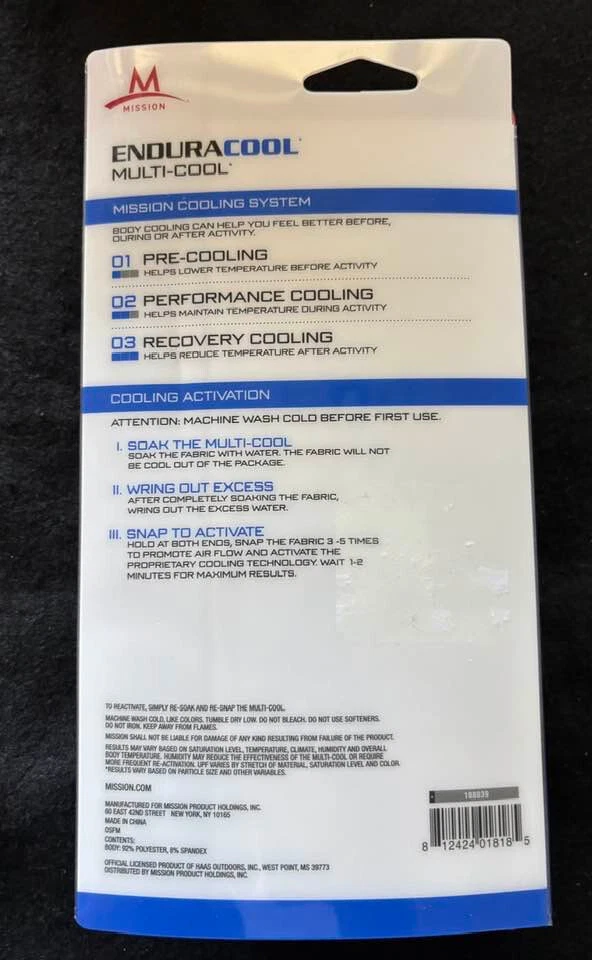 M
MISSION
ENDURACOOL
MULTI-COOL
MISSION COOLING SYSTEM
BODY COOLING CAN HELP YOU FEEL BETTER BEFORE,
DURING OR AFTER ACTIVITY.
01 PRE-COOLING
HELPS LOWER TEMPERATURE BEFORE ACTIVITY
02 PERFORMANCE COOLING
HELPS MAINTAIN TEMPERATURE DURING ACTIVITY
03 RECOVERY COOLING
HELPS REDUCE TEMPERATURE AFTER ACTIVITY
COOLING ACTIVATION
ATTENTION: MACHINE WASH COLD BEFORE FIRST USE.
I. SOAK THE MULTI-COOL
SOAK THE FABRIC WITH WATER. THE FABRIC WILL NOT
BE COOL OUT OF THE PACKAGE.
II. WRING OUT EXCESS
AFTER COMPLETELY SOAKING THE FABRIC,
WRING OUT THE EXCESS WATER.
III. SNAP TO ACTIVATE
HOLD AT BOTH ENDS, SNAP THE FABRIC 3 -5 TIMES
TO PROMOTE AIR FLOW AND ACTIVATE THE
PROPRIETARY COOLING TECHNOLOGY. WAIT 1-2
MINUTES FOR MAXIMUM RESULTS.
TO REACTIVATE, SIMPLY RE-SOAK AND RE-SNAP THE MULTI-COOL.
MACHINE WASH COLD, LIKE COLORS. TUMBLE DRY LOW. DO NOT BLEACH. DO NOT USE SOFTENERS.
DO NOT IRON. KEEP AWAY FROM FLAMES.
MISSION SHALL NOT BE LIABLE FOR DAMAGE OF ANY KIND RESULTING FROM FAILURE OF THE PRODUCT.
RESULTS MAY VARY BASED ON SATURATION LEVEL, TEMPERATURE, CLIMATE, HUMIDITY AND OVERALL
BODY TEMPERATURE. HUMIDITY MAY REDUCE THE EFFECTIVENESS OF THE MULTI-COOL OR REQUIRE
MORE FREQUENT RE-ACTIVATION. UPF VARIES BY STRETCH OF MATERIAL, SATURATION LEVEL AND COLOR.
*RESULTS VARY BASED ON PARTICLE SIZE AND OTHER VARIABLES.
MISSION.COM
MANUFACTURED FOR MISSION PRODUCT HOLDINGS, INC.
60 EAST 42ND STREET NEW YORK, NY 10165
MADE IN CHINA
OSFM
CONTENTS:
BODY: 92% POLYESTER, 8% SPANDEX
OFFICIAL LICENSED PRODUCT OF HAAS OUTDOORS, INC., WEST POINT, MS 39773
DISTRIBUTED BY MISSION PRODUCT HOLDINGS, INC.
108839
8 12424 01818 5